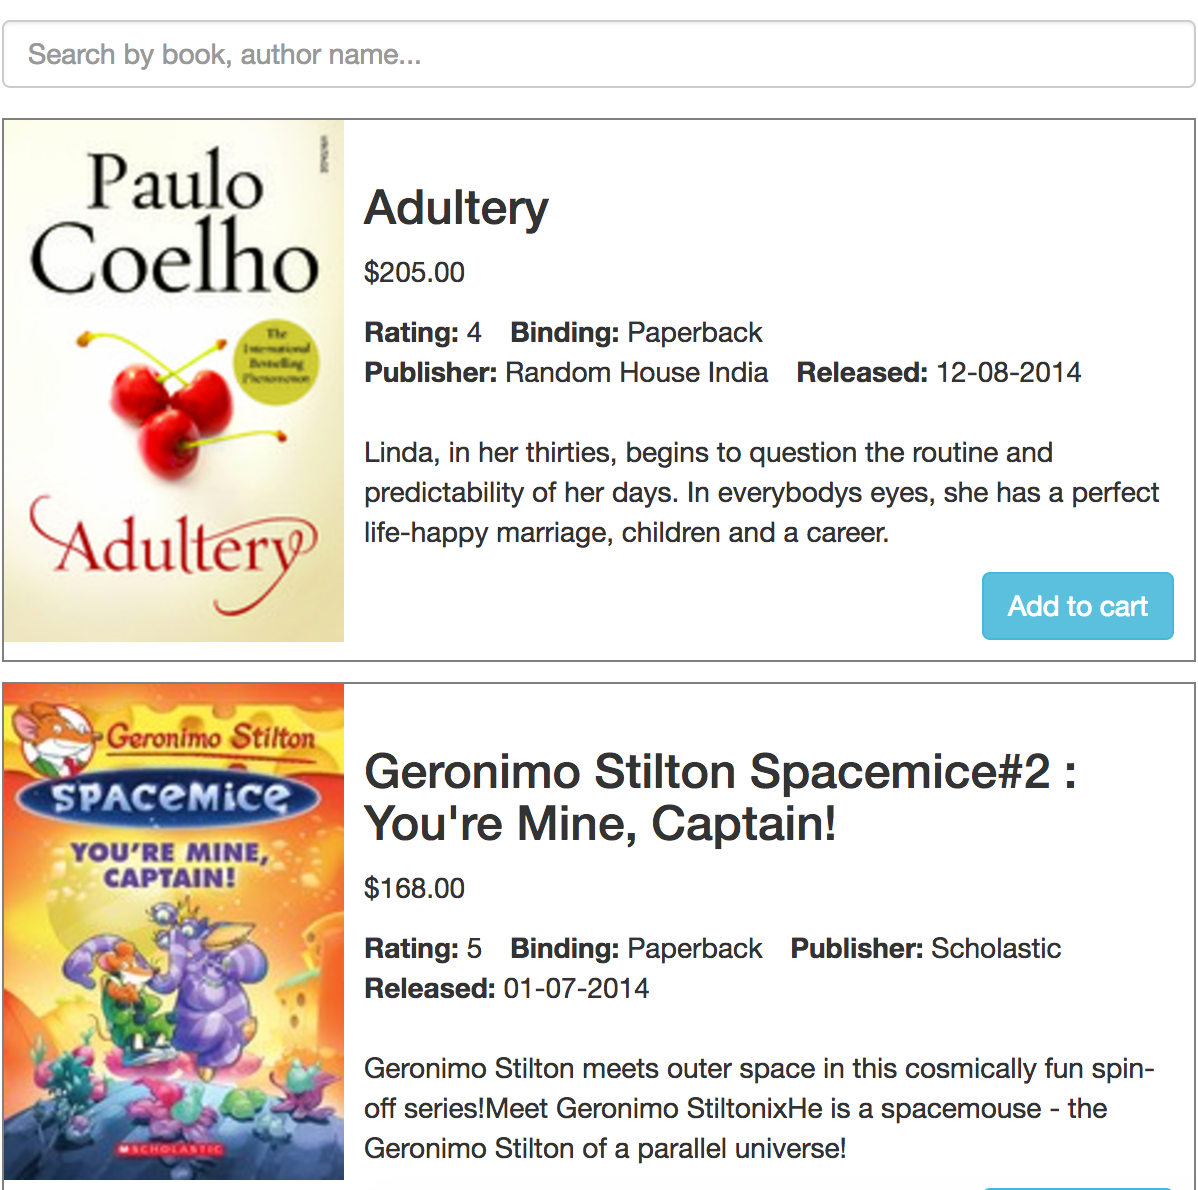 Search by book, author name...
Paulo
Coelho
The
International
Bestselling
Phenomenon
Adultery
Adultery
$205.00
Rating: 4 Binding: Paperback
Publisher: Random House India Released: 12-08-2014
Linda, in her thirties, begins to question the routine and
predictability of her days. In everybodys eyes, she has a perfect
life-happy marriage, children and a career.
Add to cart
Geronimo Stilton
SPACEMICE
YOU'RE MINE,
CAPTAIN!
SCHOLASTIC
Geronimo Stilton Spacemice#2 :
You're Mine, Captain!
$168.00
Rating: 5 Binding: Paperback Publisher: Scholastic
Released: 01-07-2014
Geronimo Stilton meets outer space in this cosmically fun spin-
off series!Meet Geronimo StiltonixHe is a spacemouse - the
Geronimo Stilton of a parallel universe!